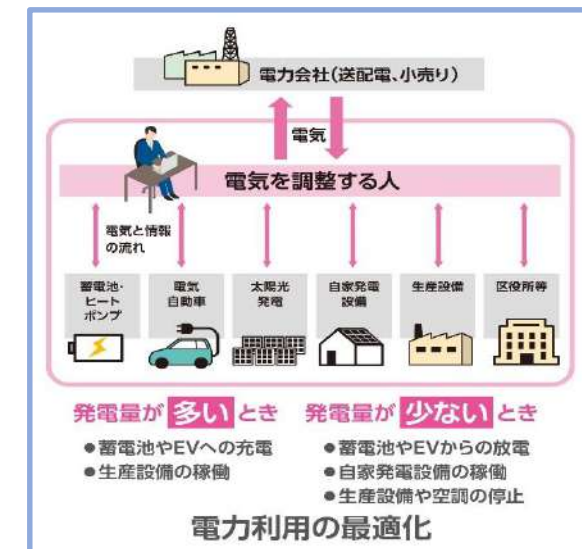 電力会社(送配電、小売り)
電気
電気を調整する人
電気と情報
の流れ
蓄電池・
ヒート
ポンプ
電気
自動車
太陽光
発電
自家発電
設備
生産設備
区役所等
発電量が 多い とき
●蓄電池やEVへの充電
●生産設備の稼働
発電量が 少ない とき
●蓄電池やEVからの放電
●自家発電設備の稼働
●生産設備や空調の停止
電力利用の最適化